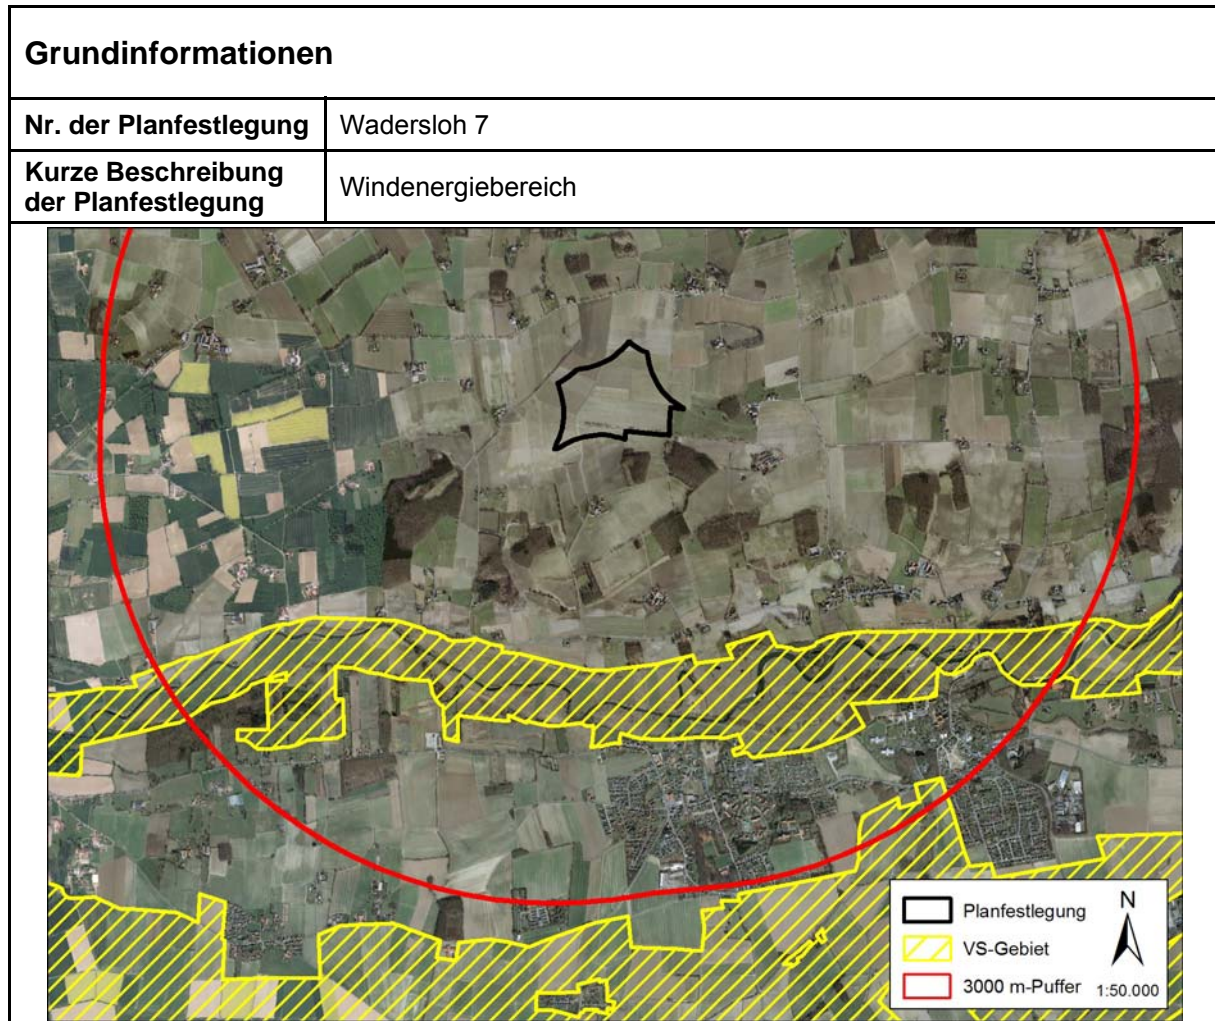 Grundinformationen
Nr. der Planfestlegung Wadersloh 7
Kurze Beschreibung
der Planfestlegung
Windenergiebereich
Planfestlegung
VS-Gebiet
3000 m-Puffer
N
1:50.000